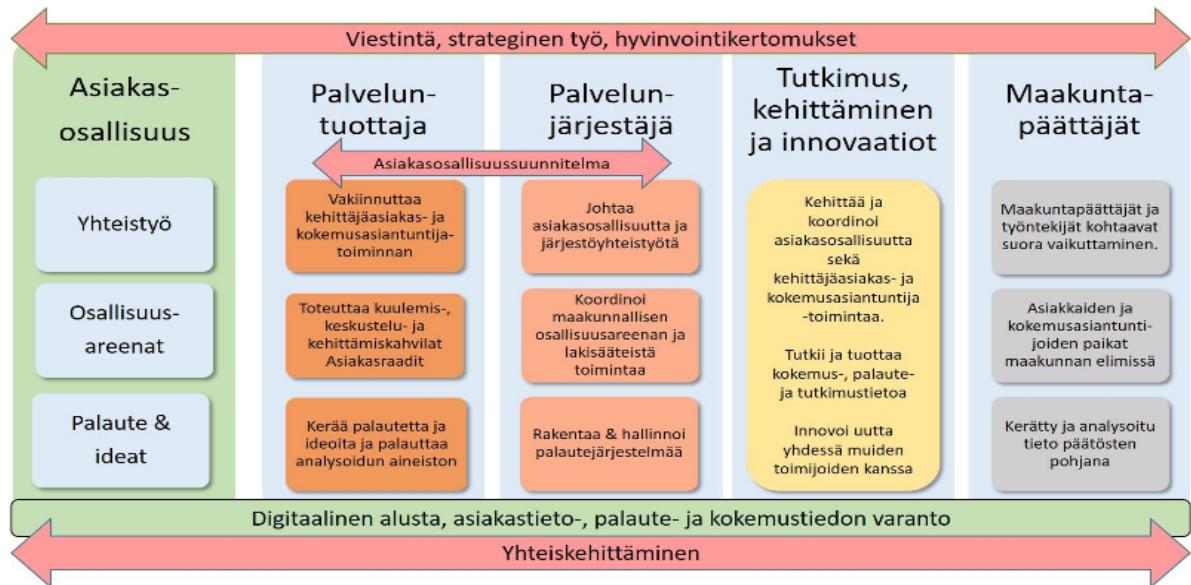 Viestintä, strateginen työ, hyvinvointikertomukset
Asiakas-
osallisuus
Yhteistyö
Osallisuus-
areenat
Palaute &
ideat
Palvelun-
tuottaja
Palvelun-
järjestäjä
Asiakasosallisuussuunnitelma
Vakiinnuttaa
kehittäjäasiakas- ja
kokemusasiantuntija-
toiminnan
Toteuttaa kuulemis-,
keskustelu- ja
kehittämiskahvilat
Asiakasraadit
Kerää palautetta ja
ideoita ja palauttaa
analysoidun aineiston
Johtaa
asiakasosallisuutta ja
järjestöyhteistyötä
Koordinoi
maakunnallisen
osallisuusareenan ja
lakisääteistä
toimintaa
Rakentaa & hallinnoi
palautejärjestelmää
Tutkimus,
kehittäminen
ja innovaatiot
Kehittää ja
koordinoi
asiakasosallisuutta
sekä
kehittäjäasiakas- ja
kokemusasiantuntija
-toimintaa.
Tutkii ja tuottaa
kokemus-, palaute-
ja tutkimustietoa
Innovoi uutta
yhdessä muiden
toimijoiden kanssa
Maakunta-
päättäjät
Maakuntapäättäjät ja
työntekijät kohtaavat
suora vaikuttaminen.
Asiakkaiden ja
kokemusasiantunti-
joiden paikat
maakunnan elimissä
Kerätty ja analysoitu
tieto päätösten
pohjana
Digitaalinen alusta, asiakastieto-, palaute- ja kokemustiedon varanto
Yhteiskehittäminen